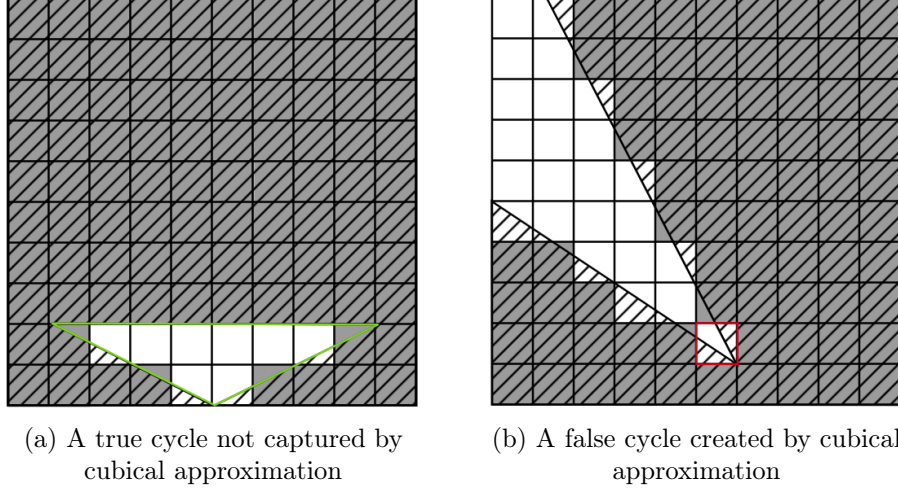 (a) A true cycle not captured by
cubical approximation
(b) A false cycle created by cubical
approximation